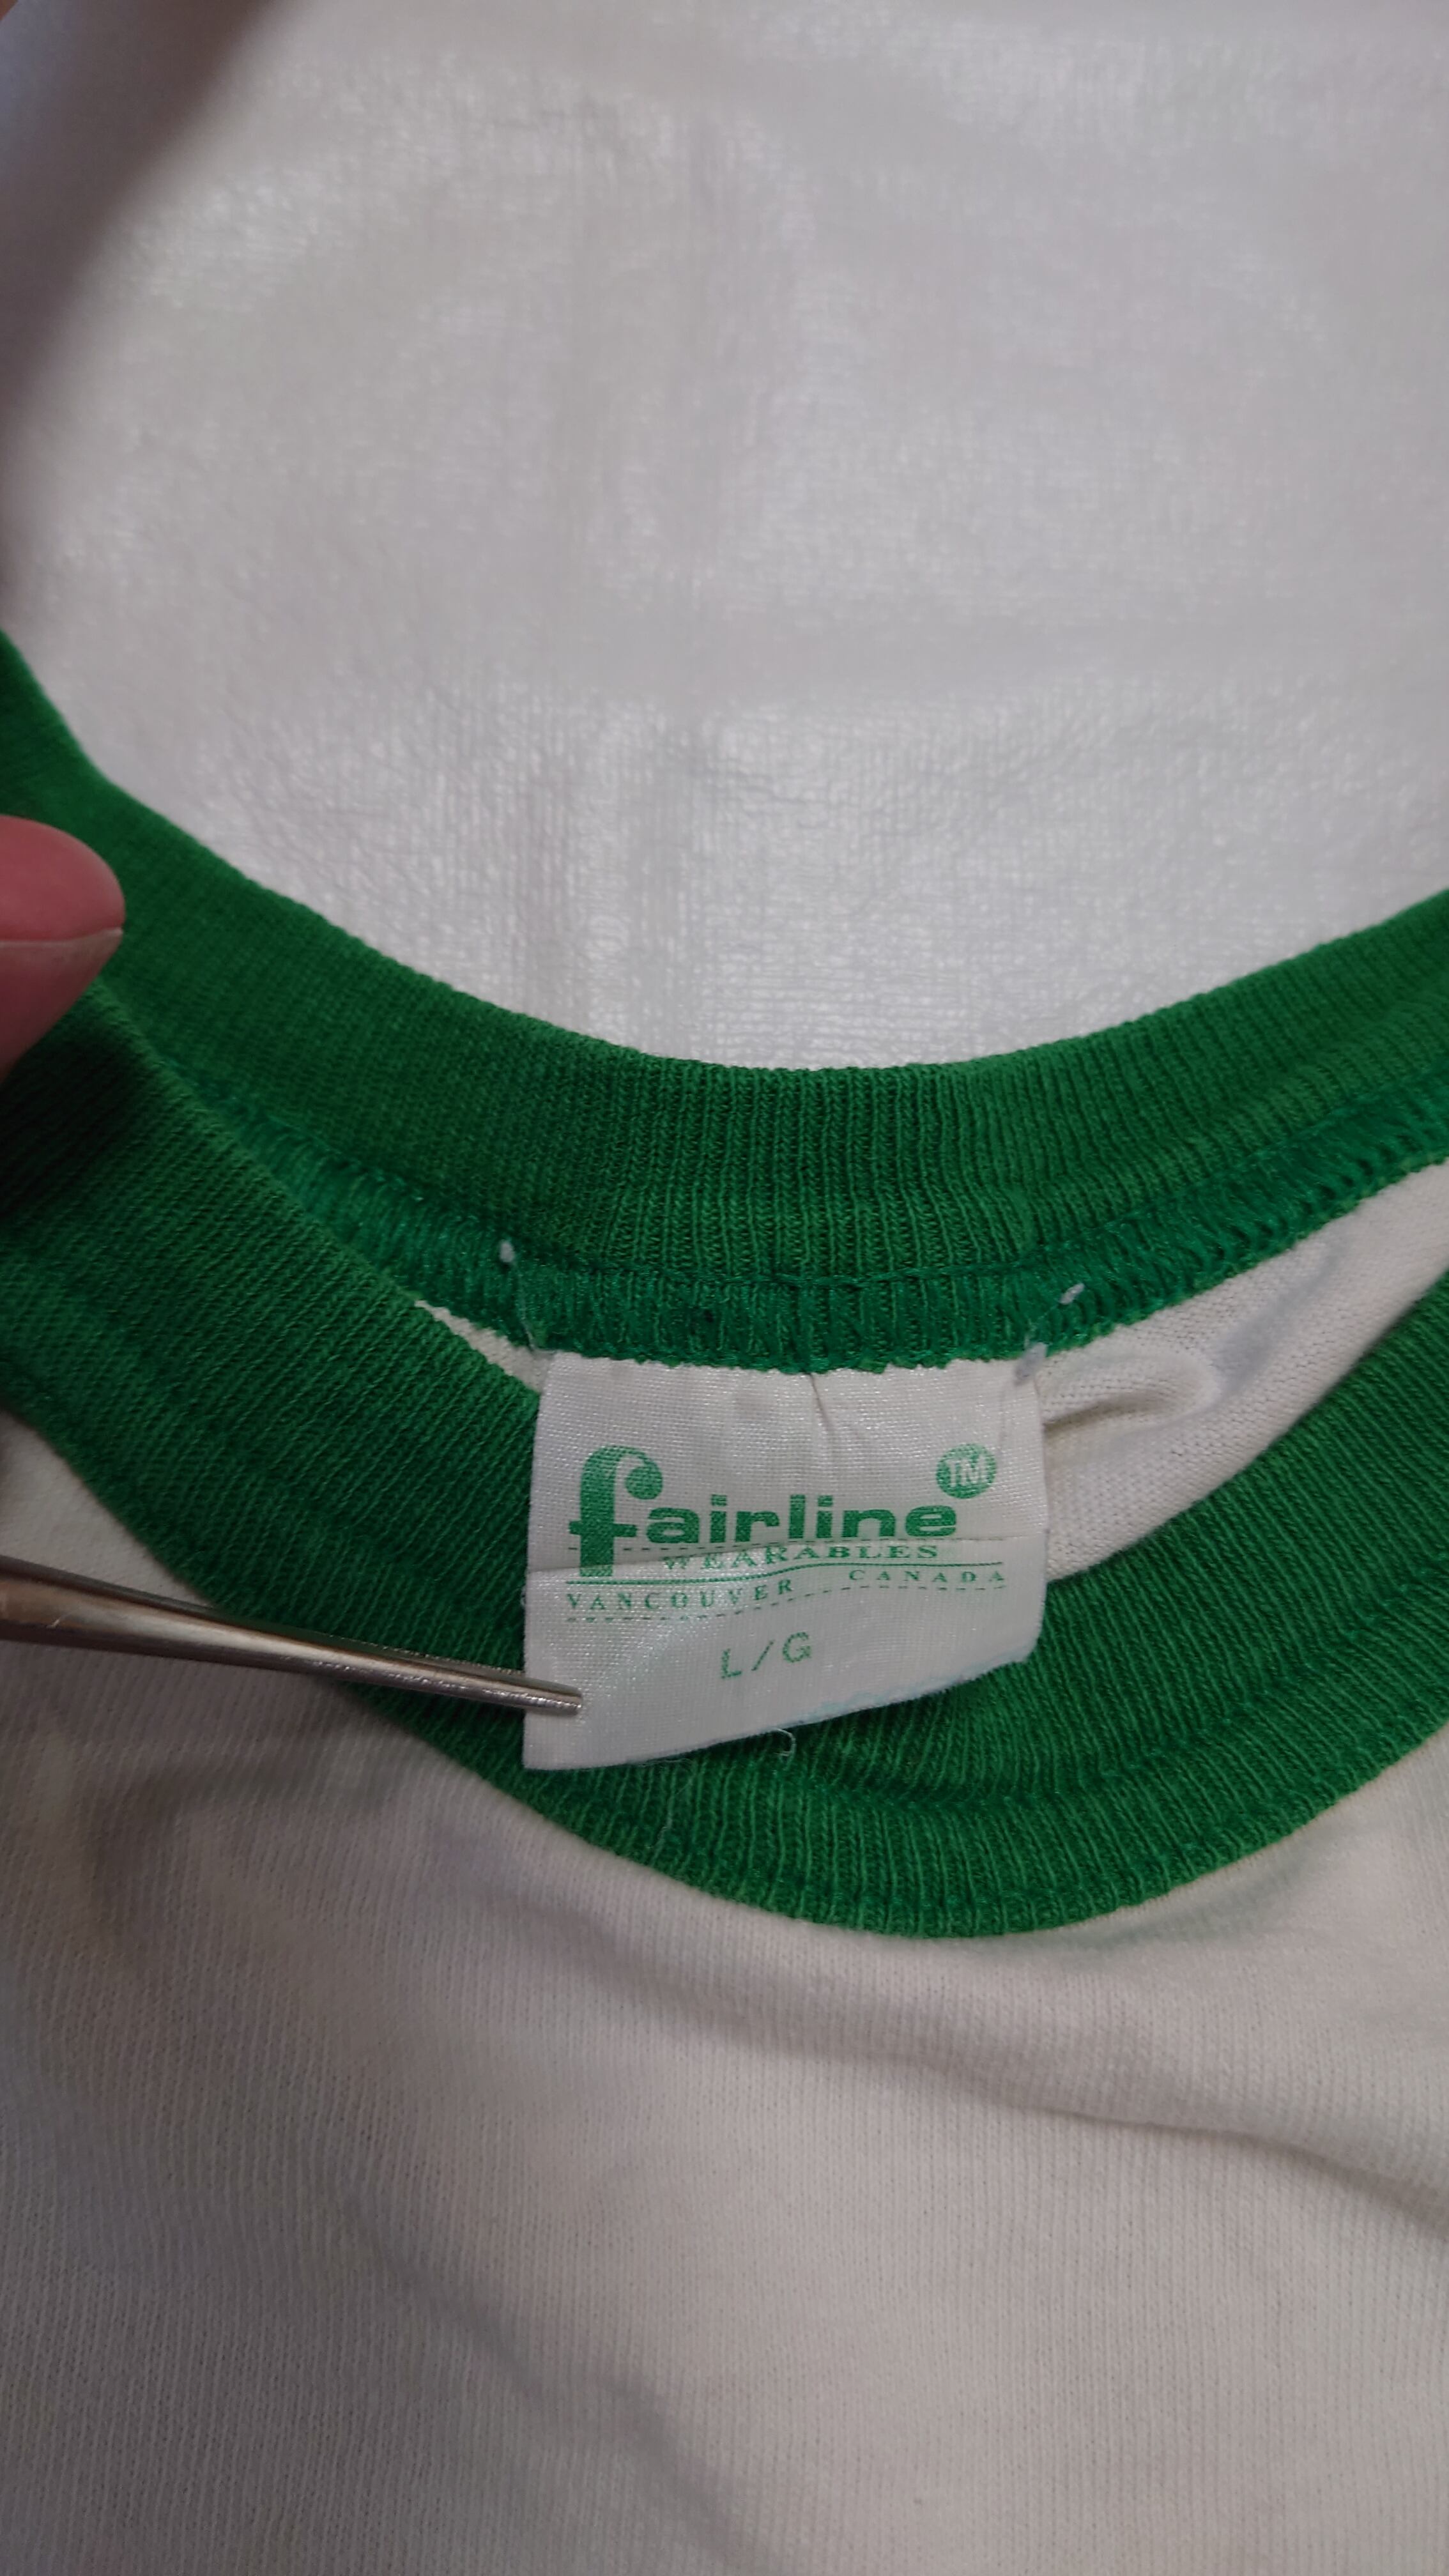 fairline TM
WEARABLES
VANCOUVER CANADA
L/G